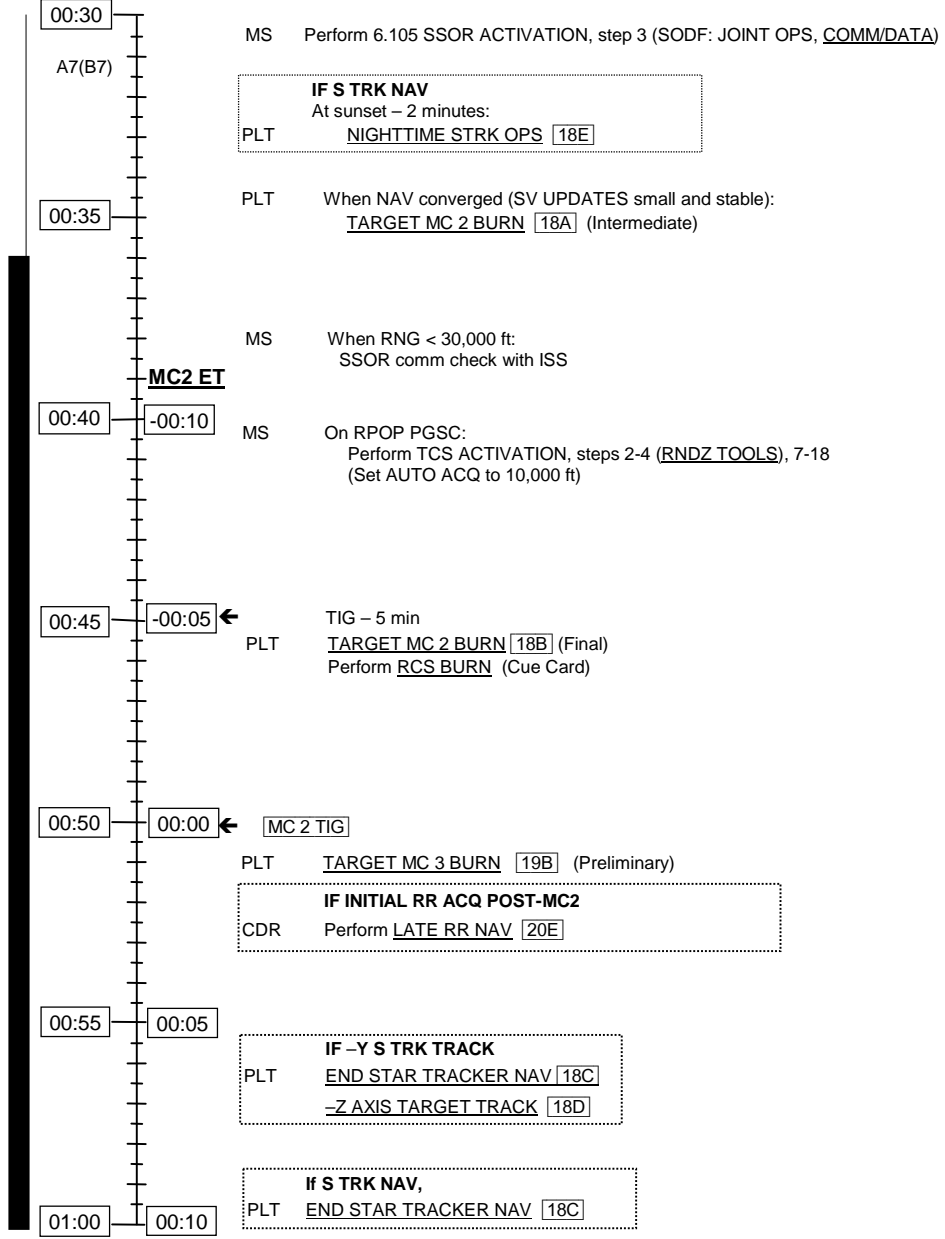 00:30
MS Perform 6.105 SSOR ACTIVATION, step 3 (SODF: JOINT OPS, COMM/DATA)
A7(B7)
IF S TRK NAV
At sunset – 2 minutes:
PLT NIGHTTIME STRK OPS 18E
PLT When NAV converged (SV UPDATES small and stable):
00:35
TARGET MC 2 BURN 18A (Intermediate)
MS When RNG < 30,000 ft:
SSOR comm check with ISS
MC2 ET
00:40 -00:10
MS On RPOP PGSC:
Perform TCS ACTIVATION, steps 2-4 (RNDZ TOOLS), 7-18
(Set AUTO ACQ to 10,000 ft)
00:45 -00:05 ← TIG – 5 min
PLT TARGET MC 2 BURN 18B (Final)
Perform RCS BURN (Cue Card)
00:50 00:00 ← MC 2 TIG
PLT TARGET MC 3 BURN 19B (Preliminary)
IF INITIAL RR ACQ POST-MC2
CDR Perform LATE RR NAV 20E
00:55 00:05
IF –Y S TRK TRACK
PLT END STAR TRACKER NAV 18C
–Z AXIS TARGET TRACK 18D
If S TRK NAV,
PLT END STAR TRACKER NAV 18C
01:00 00:10